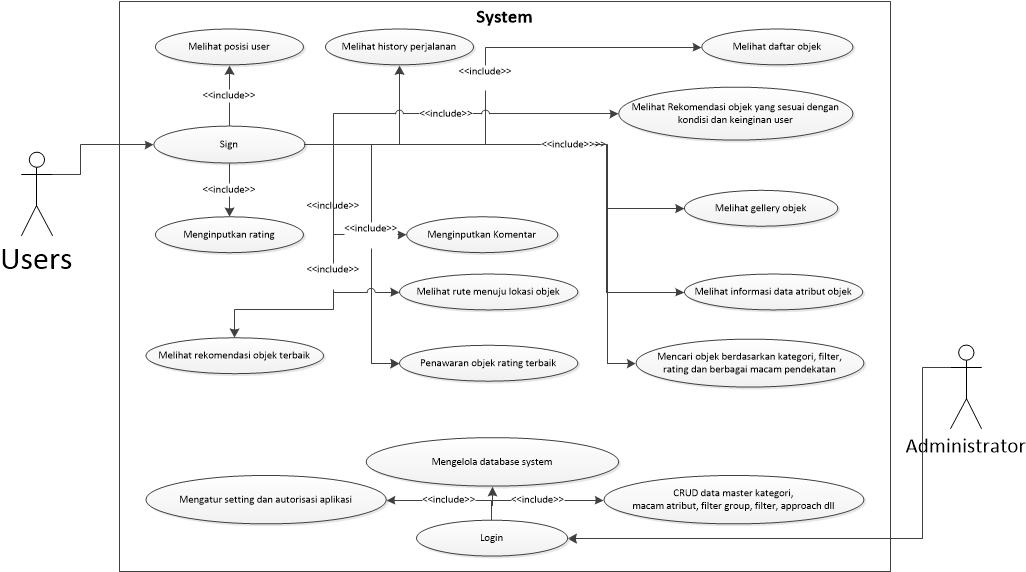 System
Melihat posisi user
Melihat history perjalanan
Melihat daftar objek
<<include>>
<<include>>
<<include>>
Melihat Rekomendasi objek yang sesuai dengan
kondisi dan keinginan user
Sign
<<include>>>>
<<include>>
<<include>>
Melihat gellery objek
Menginputkan rating
<<include>>
Menginputkan Komentar
Users
<<include>>
Melihat rute menuju lokasi objek
Melihat informasi data atribut objek
Melihat rekomendasi objek terbaik
Penawaran objek rating terbaik
Mencari objek berdasarkan kategori, filter,
rating dan berbagai macam pendekatan
Administrator
Mengelola database system
Mengatur setting dan autorisasi aplikasi
<<include>>
<<include>>
CRUD data master kategori,
macam atribut, filter group, filter, approach dll
Login